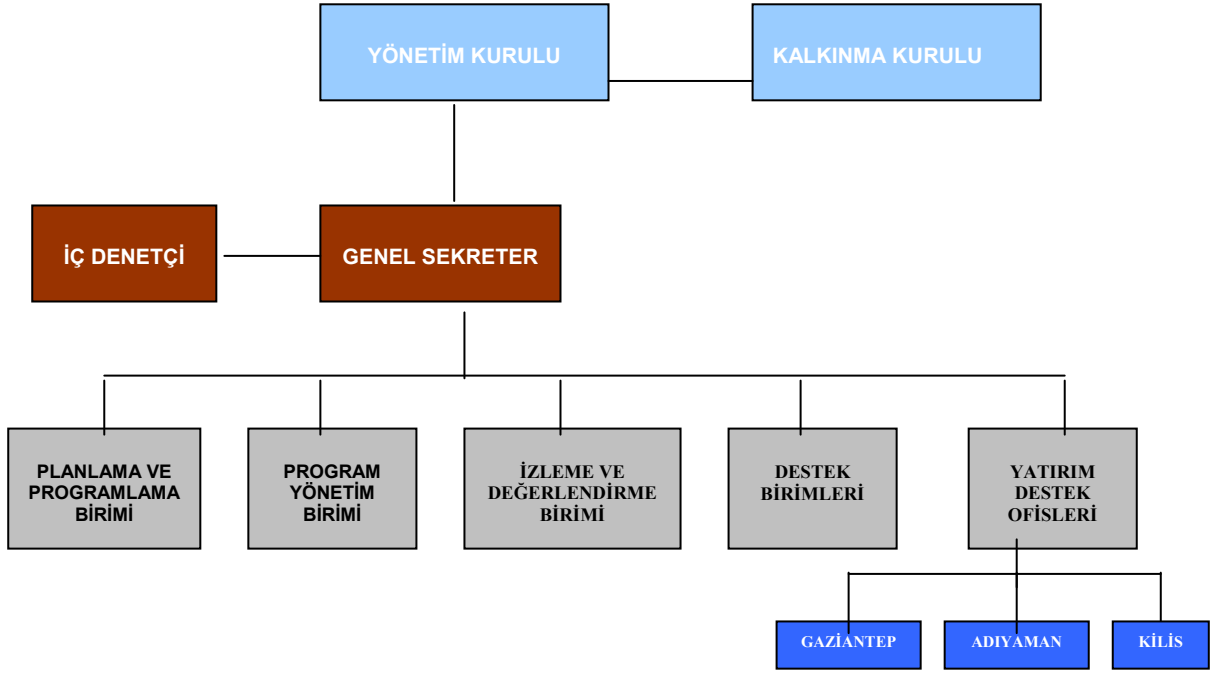 YÖNETİM KURULU
KALKINMA KURULU
İÇ DENETÇİ
GENEL SEKRETER
PLANLAMA VE
PROGRAMLAMA
BİRİMİ
PROGRAM
YÖNETİM
BİRİMİ
İZLEME VE
DEĞERLENDİRME
BİRİMİ
DESTEK
BİRİMLERİ
YATIRIM
DESTEK
OFİSLERİ
GAZİANTEP
ADIYAMAN
KİLİS